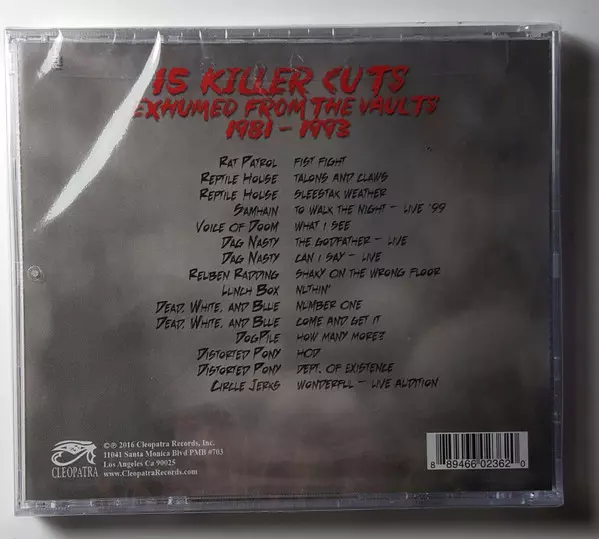 15 KILLER CUTS
EXHUMED FROM THE VAULTS
1981 - 1993
RAT PATROL FIST FIGHT
REPTILE HOUSE TALONS AND CLAWS
REPTILE HOUSE SLEESTAK WEATHER
SAMHAIN TO WALK THE NIGHT - LIVE '99
VOICE OF DOOM WHAT I SEE
DAG NASTY THE GODFATHER - LIVE
DAG NASTY CAN I SAY - LIVE
REUBEN RADDING SHAKY ON THE WRONG FLOOR
LUNCH BOX NUTHIN'
DEAD, WHITE, AND BLUE NUMBER ONE
DEAD, WHITE, AND BLUE COME AND GET IT
DOGPILE HOW MANY MORE?
DISTORTED PONY HOD
DISTORTED PONY DEPT. OF EXISTENCE
CIRCLE JERKS WONDERFUL - LIVE AUDITION
CLEOPATRA
©℗ 2016 Cleopatra Records, Inc.
11041 Santa Monica Blvd PMB #703
Los Angeles Ca 90025
www.CleopatraRecords.com
8 89466 02362 0